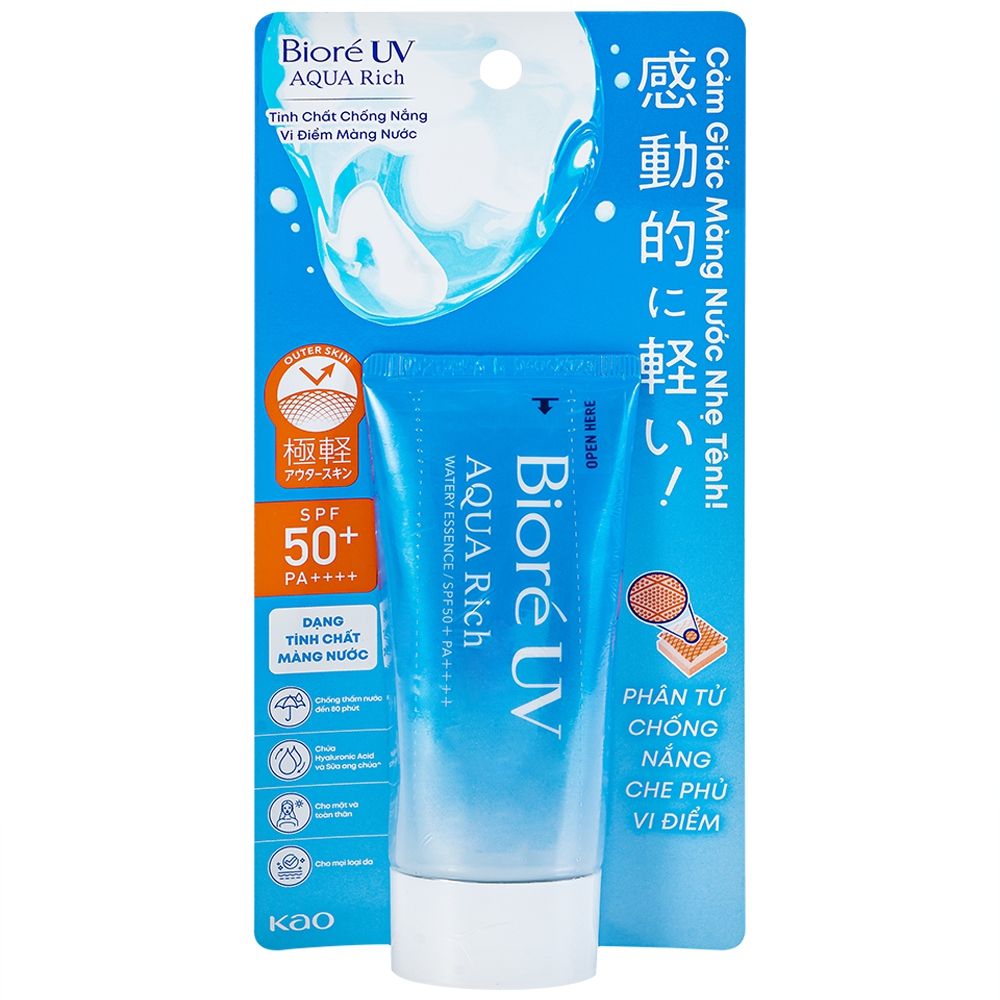 Bioré UV
AQUA Rich
Tinh Chất Chống Nắng
Vi Điểm Màng Nước
Cảm Giác Màng Nước Nhẹ Tênh!
感動的に軽い!
OUTER SKIN
極軽
アウタースキン
SPF
50+
PA++++
DẠNG
TINH CHẤT
MÀNG NƯỚC
Chống thấm nước
đến 80 phút
Chứa
Hyaluronic Acid
và Sữa ong chúa^
Cho mặt và
toàn thân
Cho mọi loại da
Kao
OPEN HERE
Bioré UV
AQUA Rich
WATERY ESSENCE / SPF50+ PA++++
PHÂN TỬ
CHỐNG
NẮNG
CHE PHỦ
VI ĐIỂM